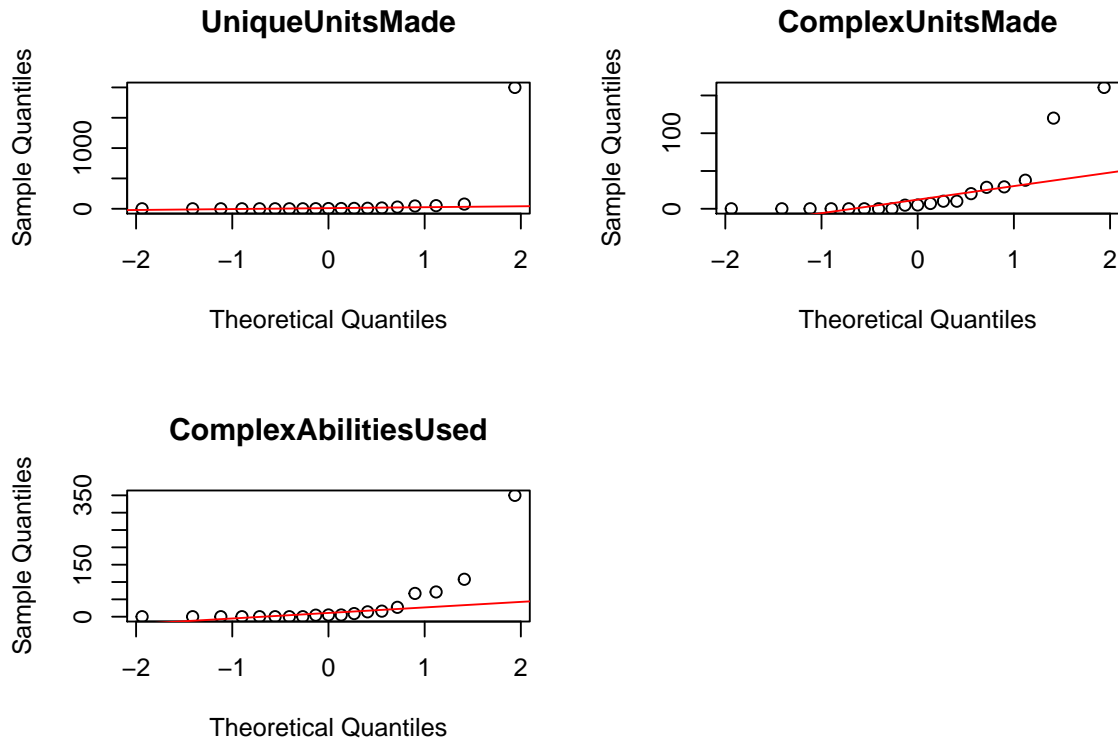 UniqueUnitsMade
Sample Quantiles
1000
0
−2 −1 0 1 2
Theoretical Quantiles
ComplexUnitsMade
Sample Quantiles
100
0
−2 −1 0 1 2
Theoretical Quantiles
ComplexAbilitiesUsed
Sample Quantiles
350
150
0
−2 −1 0 1 2
Theoretical Quantiles